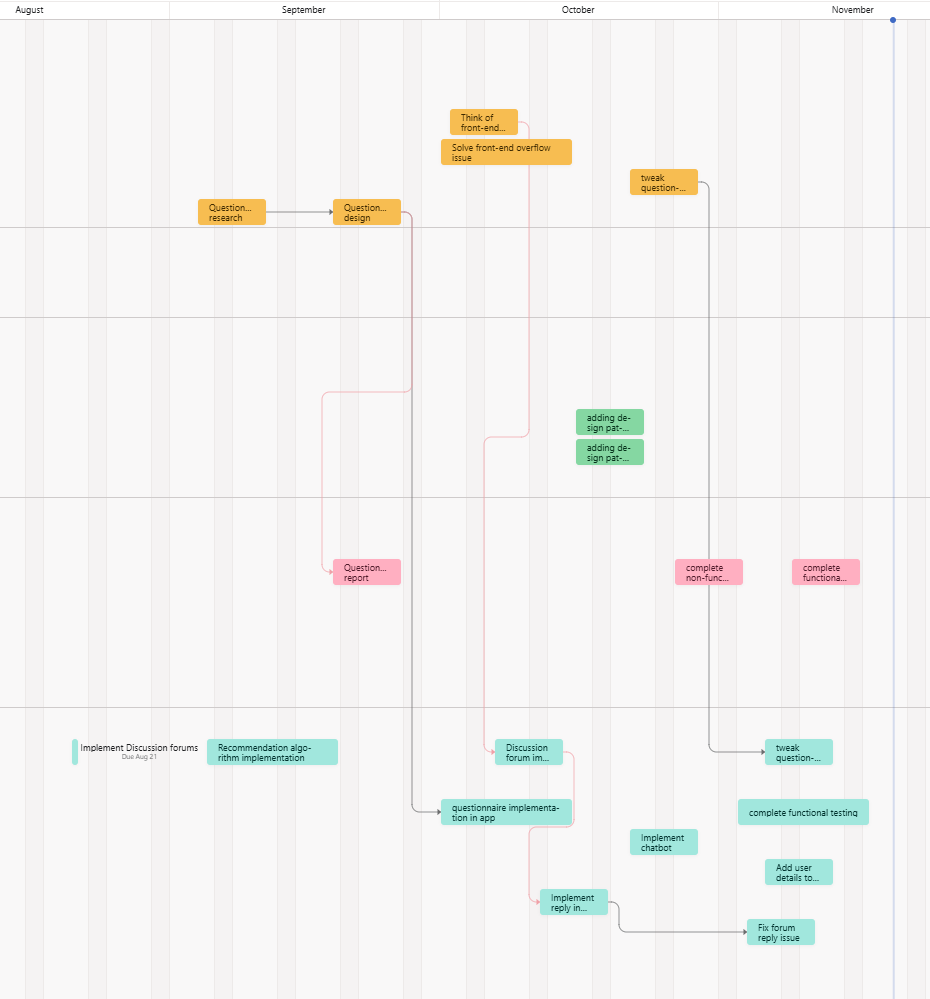 August
September
October
November
Think of
front-end...
Solve front-end overflow
issue
tweak
question-...
Question...
research
Question...
design
adding de-
sign pat-...
adding de-
sign pat-...
Question...
report
complete
non-func...
complete
functiona...
Implement Discussion forums
Due Aug 21
Recommendation algo-
rithm implementation
Discussion
forum im...
tweak
question-...
questionnaire implementa-
tion in app
complete functional testing
Implement
chatbot
Add user
details to...
Implement
reply in...
Fix forum
reply issue